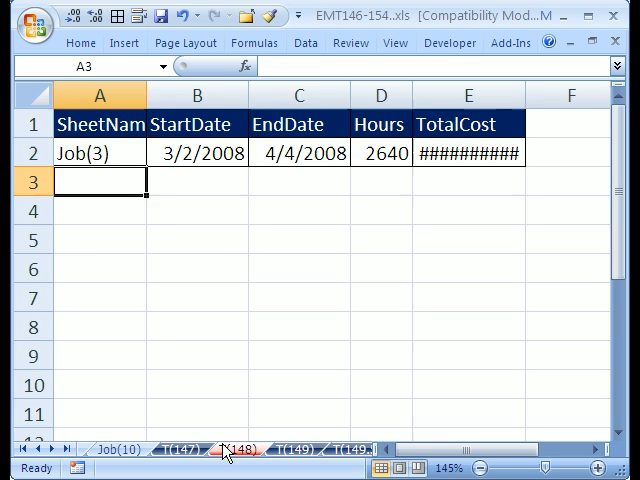 EMT146-154..xls [Compatibility Mod... M
Home Insert Page Layout Formulas Data Review View Developer Add-Ins
A3 fx
A B C D E F
1 SheetNam StartDate EndDate Hours TotalCost
2 Job(3) 3/2/2008 4/4/2008 2640 ##########
3
4
5
6
7
8
9
10
11
12
Job(10) T(147) T(148) T(149) T(149..
Ready 145%